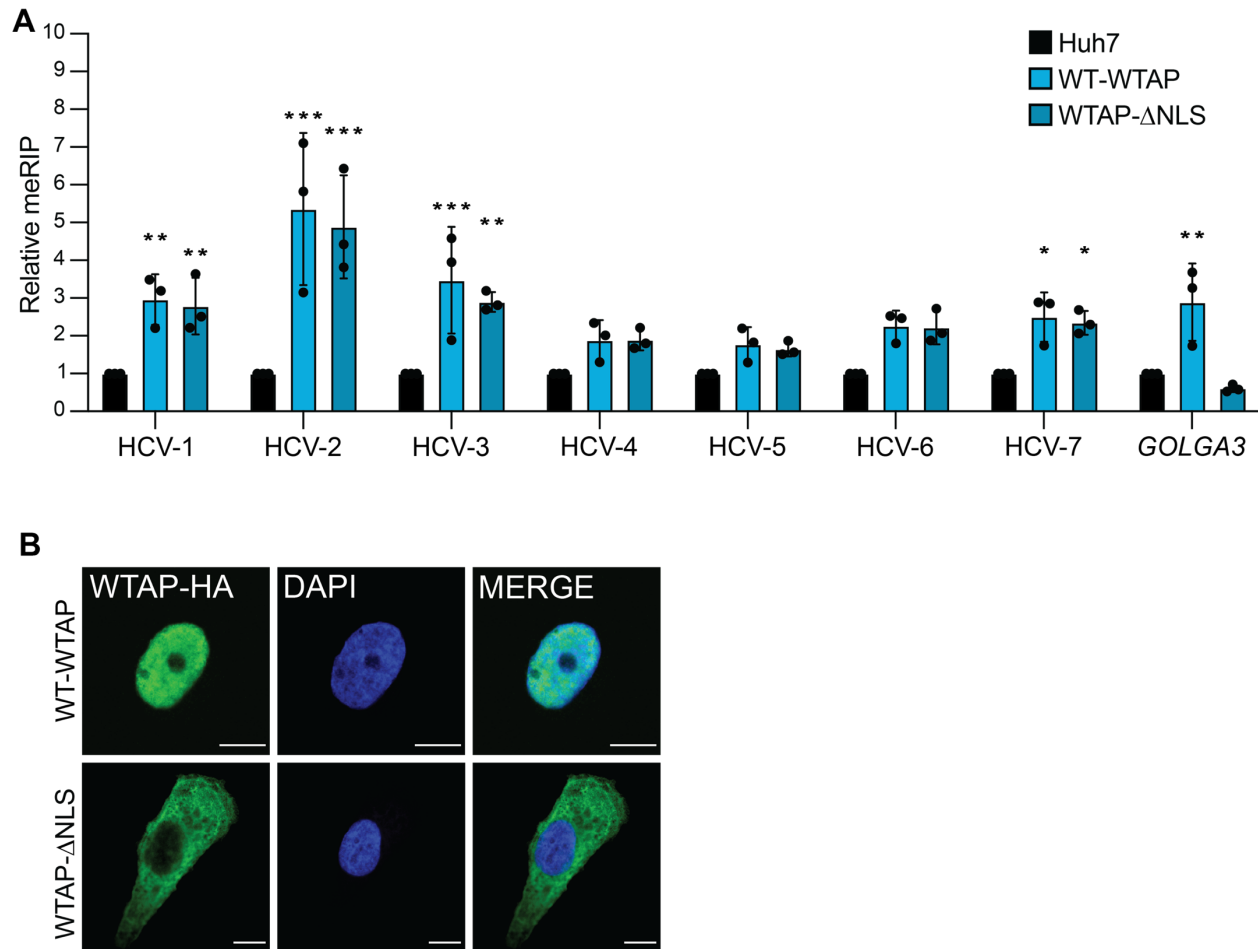 A
Relative meRIP
10
9
8
7
6
5
4
3
2
1
0
Huh7
WT-WTAP
WTAP-ΔNLS
** **
*** ***
*** **
* *
**
HCV-1 HCV-2 HCV-3 HCV-4 HCV-5 HCV-6 HCV-7 GOLGA3
B
WTAP-HA DAPI MERGE
WT-WTAP
WTAP-ΔNLS